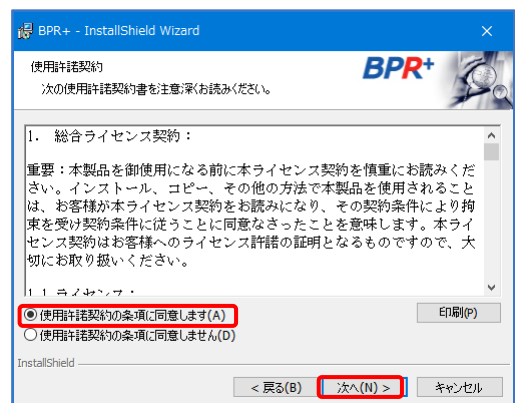 BPR+ - InstallShield Wizard
使用許諾契約
次の使用許諾契約書を注意深くお読みください。
BPR+
1. 総合ライセンス契約：
重要：本製品を御使用になる前に本ライセンス契約を慎重にお読みくだ
さい。インストール、コピー、その他の方法で本製品を使用されること
は、お客様が本ライセンス契約をお読みになり、その契約条件により拘
束を受け契約条件に従うことに同意なさったことを意味します。本ライ
センス契約はお客様へのライセンス許諾の証明となるものですので、大
切にお取り扱いください。
1.1 ライセンス：
使用許諾契約の条項に同意します(A)
印刷(P)
使用許諾契約の条項に同意しません(D)
InstallShield
< 戻る(B)
次へ(N) >
キャンセル